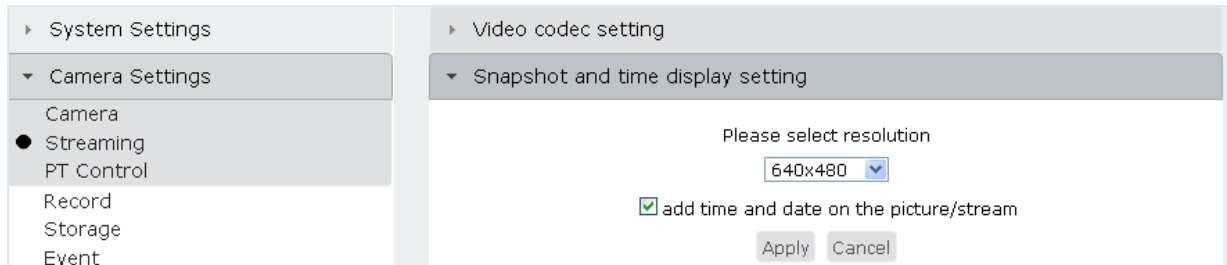 System Settings
Camera Settings
Camera
Streaming
PT Control
Record
Storage
Event
Video codec setting
Snapshot and time display setting
Please select resolution
640x480
add time and date on the picture/stream
Apply Cancel